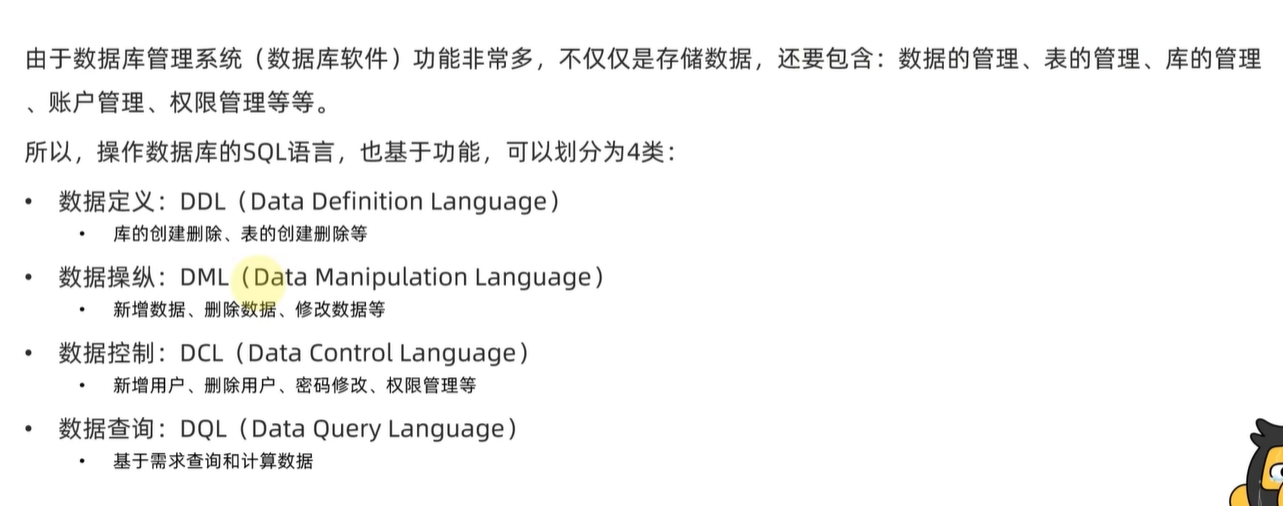 由于数据库管理系统（数据库软件）功能非常多，不仅仅是存储数据，还要包含：数据的管理、表的管理、库的管理
、账户管理、权限管理等等。
所以，操作数据库的SQL语言，也基于功能，可以划分为4类：
• 数据定义：DDL（Data Definition Language）
• 库的创建删除、表的创建删除等
• 数据操纵：DML（Data Manipulation Language）
• 新增数据、删除数据、修改数据等
• 数据控制：DCL（Data Control Language）
• 新增用户、删除用户、密码修改、权限管理等
• 数据查询：DQL（Data Query Language）
• 基于需求查询和计算数据